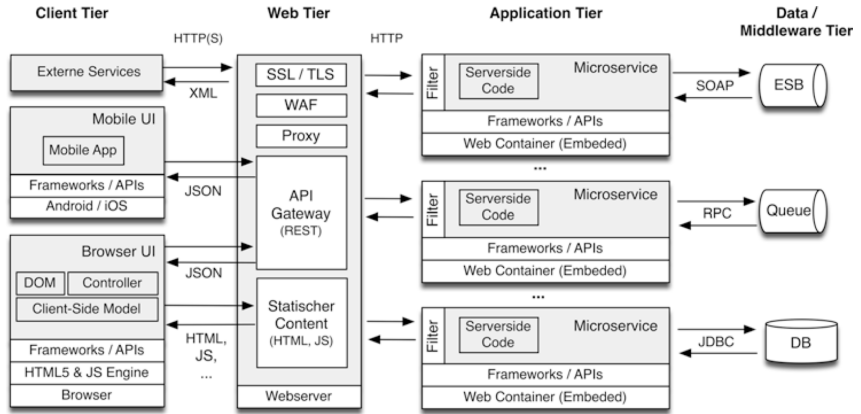 Client Tier
Web Tier
Application Tier
Data /
Middleware Tier
HTTP(S)
HTTP
Externe Services
XML
Mobile UI
Mobile App
Frameworks / APIs
Android / iOS
JSON
Browser UI
DOM
Controller
Client-Side Model
Frameworks / APIs
HTML5 & JS Engine
Browser
JSON
HTML,
JS,
...
SSL / TLS
WAF
Proxy
API
Gateway
(REST)
Statischer
Content
(HTML, JS)
Webserver
Filter
Serverside
Code
Microservice
Frameworks / APIs
Web Container (Embeded)
...
Filter
Serverside
Code
Microservice
Frameworks / APIs
Web Container (Embeded)
...
Filter
Serverside
Code
Microservice
Frameworks / APIs
Web Container (Embeded)
SOAP
ESB
RPC
Queue
JDBC
DB